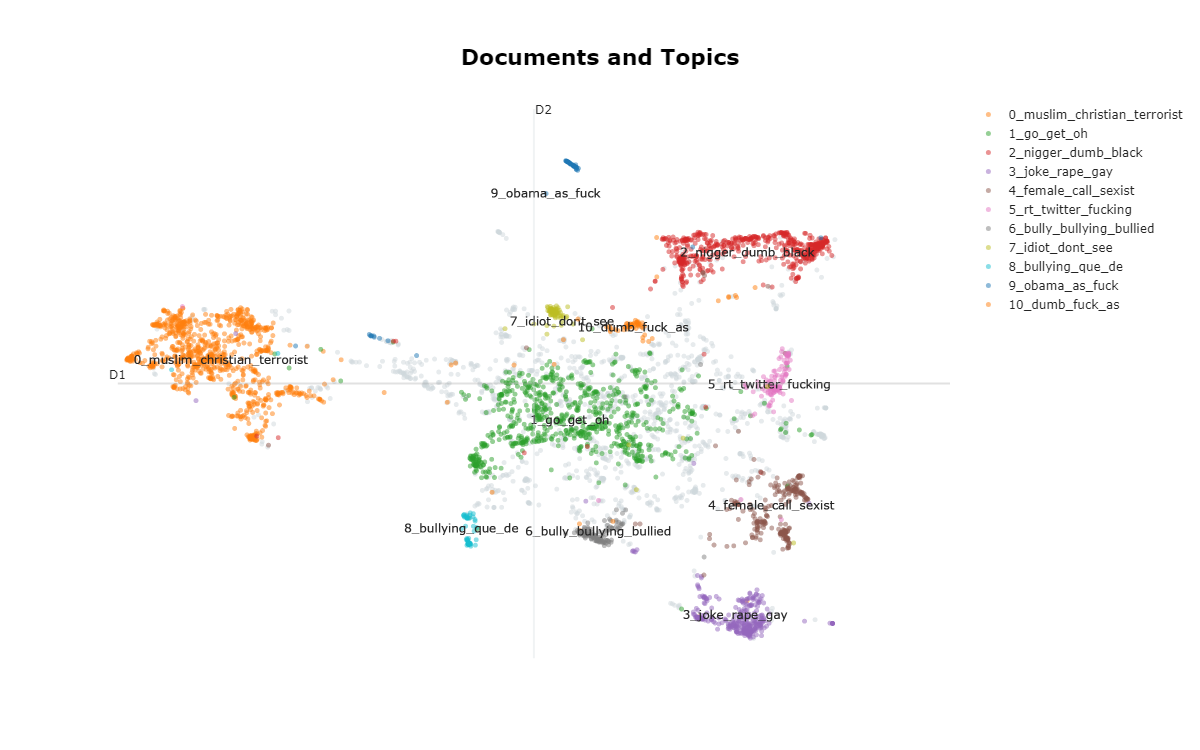 Documents and Topics
D2
0_muslim_christian_terrorist
1_go_get_oh
2_nigger_dumb_black
3_joke_rape_gay
4_female_call_sexist
5_rt_twitter_fucking
6_bully_bullying_bullied
7_idiot_dont_see
8_bullying_que_de
9_obama_as_fuck
10_dumb_fuck_as
9_obama_as_fuck
2_nigger_dumb_black
7_idiot_dont_see
10_dumb_fuck_as
0_muslim_christian_terrorist
D1
5_rt_twitter_fucking
1_go_get_oh
4_female_call_sexist
8_bullying_que_de
6_bully_bullying_bullied
3_joke_rape_gay